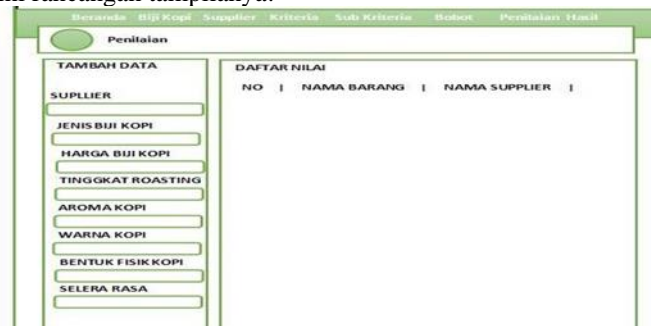 Beranda Biji Kopi Supplier Kriteria Sub Kriteria Bobot Penilaian Hasil
Penilaian
TAMBAH DATA
SUPLLIER
JENIS BIJI KOPI
HARGA BIJI KOPI
TINGGKAT ROASTING
AROMA KOPI
WARNA KOPI
BENTUK FISIK KOPI
SELERA RASA
DAFTAR NILAI
NO | NAMA BARANG | NAMA SUPPLIER |